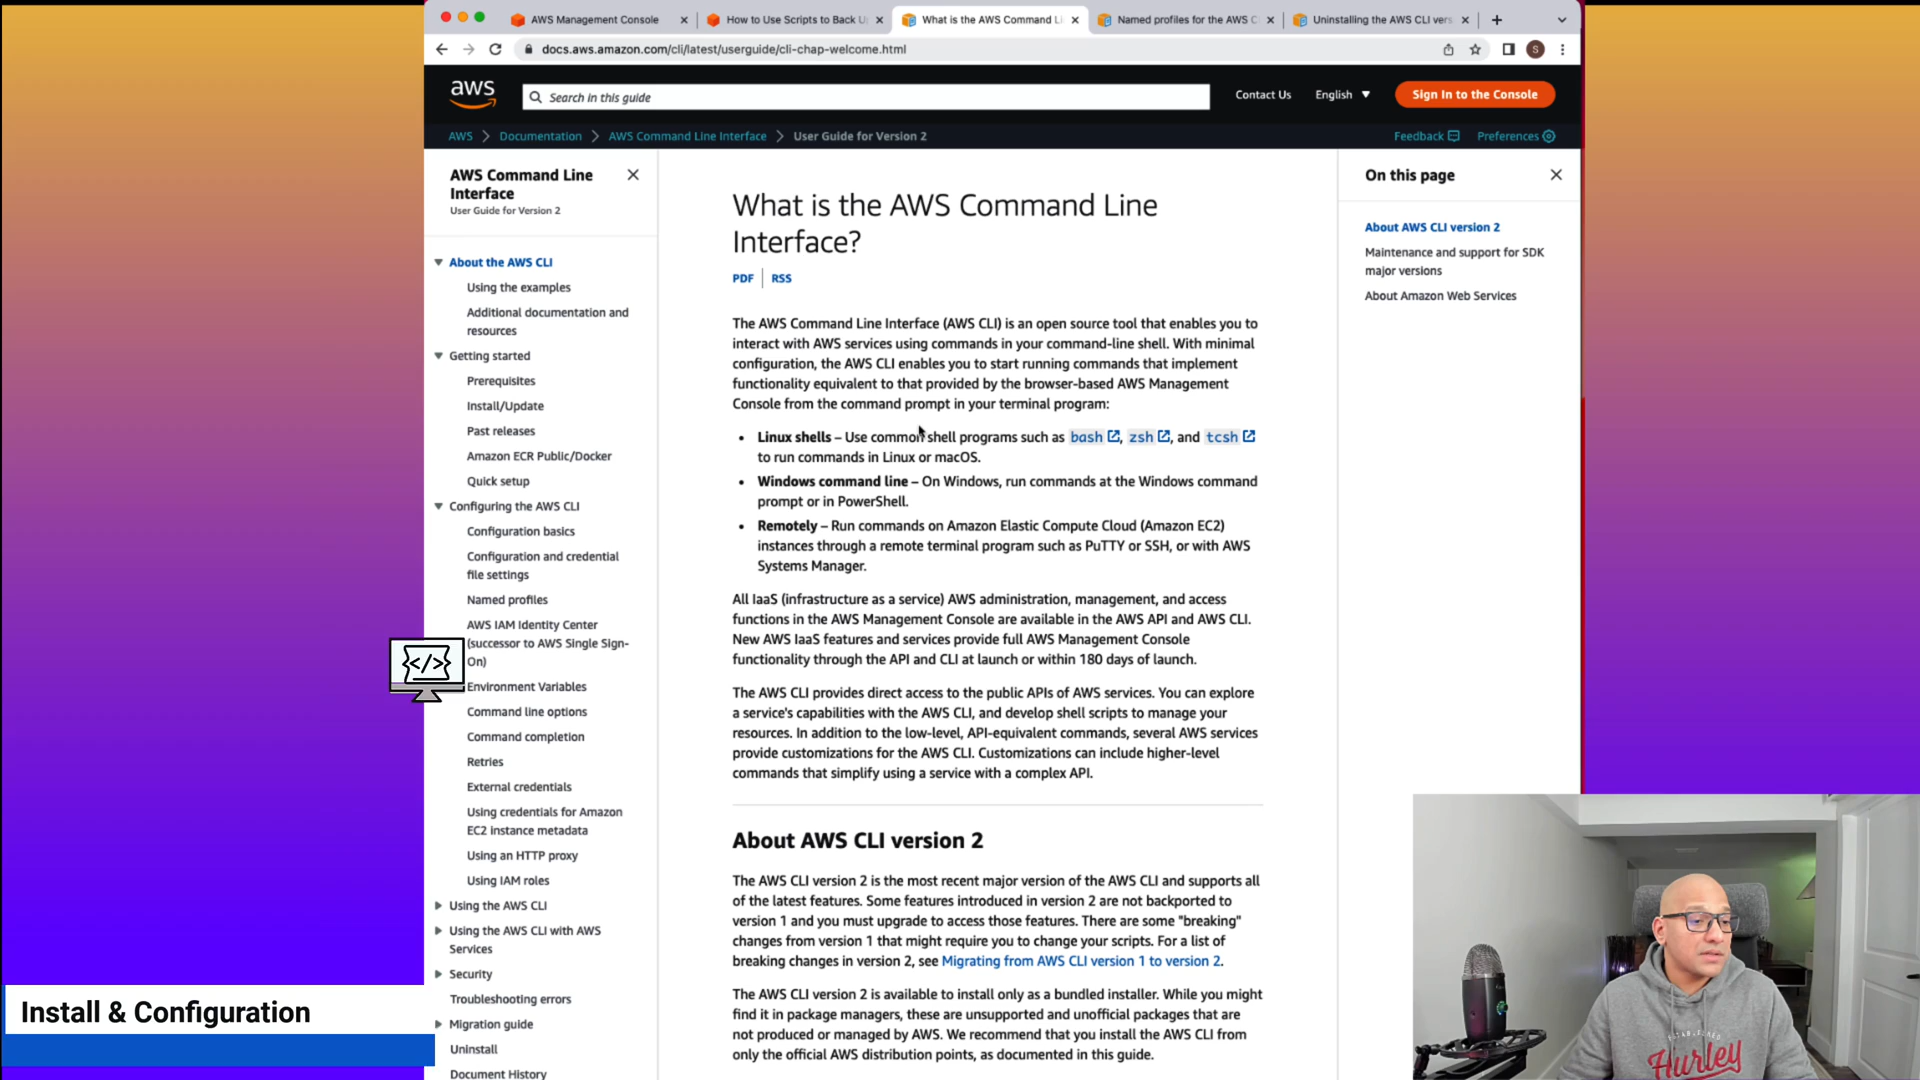 AWS Management Console
How to Use Scripts to Back U
What is the AWS Command Li
Named profiles for the AWS C
Uninstalling the AWS CLI vers
docs.aws.amazon.com/cli/latest/userguide/cli-chap-welcome.html
S
aws
Search in this guide
Contact Us
English
Sign In to the Console
AWS
Documentation
AWS Command Line Interface
User Guide for Version 2
Feedback
Preferences
AWS Command Line
Interface
User Guide for Version 2
About the AWS CLI
Using the examples
Additional documentation and
resources
Getting started
Prerequisites
Install/Update
Past releases
Amazon ECR Public/Docker
Quick setup
Configuring the AWS CLI
Configuration basics
Configuration and credential
file settings
Named profiles
AWS IAM Identity Center
(successor to AWS Single Sign-
On)
Environment Variables
Command line options
Command completion
Retries
External credentials
Using credentials for Amazon
EC2 instance metadata
Using an HTTP proxy
Using IAM roles
Using the AWS CLI
Using the AWS CLI with AWS
Services
Security
Troubleshooting errors
Migration guide
Uninstall
Document History
What is the AWS Command Line
Interface?
PDF
RSS
The AWS Command Line Interface (AWS CLI) is an open source tool that enables you to
interact with AWS services using commands in your command-line shell. With minimal
configuration, the AWS CLI enables you to start running commands that implement
functionality equivalent to that provided by the browser-based AWS Management
Console from the command prompt in your terminal program:
• Linux shells – Use common shell programs such as bash, zsh, and tcsh
to run commands in Linux or macOS.
• Windows command line – On Windows, run commands at the Windows command
prompt or in PowerShell.
• Remotely – Run commands on Amazon Elastic Compute Cloud (Amazon EC2)
instances through a remote terminal program such as PuTTY or SSH, or with AWS
Systems Manager.
All IaaS (infrastructure as a service) AWS administration, management, and access
functions in the AWS Management Console are available in the AWS API and AWS CLI.
New AWS IaaS features and services provide full AWS Management Console
functionality through the API and CLI at launch or within 180 days of launch.
The AWS CLI provides direct access to the public APIs of AWS services. You can explore
a service's capabilities with the AWS CLI, and develop shell scripts to manage your
resources. In addition to the low-level, API-equivalent commands, several AWS services
provide customizations for the AWS CLI. Customizations can include higher-level
commands that simplify using a service with a complex API.
About AWS CLI version 2
The AWS CLI version 2 is the most recent major version of the AWS CLI and supports all
of the latest features. Some features introduced in version 2 are not backported to
version 1 and you must upgrade to access those features. There are some "breaking"
changes from version 1 that might require you to change your scripts. For a list of
breaking changes in version 2, see Migrating from AWS CLI version 1 to version 2.
The AWS CLI version 2 is available to install only as a bundled installer. While you might
find it in package managers, these are unsupported and unofficial packages that are
not produced or managed by AWS. We recommend that you install the AWS CLI from
only the official AWS distribution points, as documented in this guide.
On this page
About AWS CLI version 2
Maintenance and support for SDK
major versions
About Amazon Web Services
</>
Install & Configuration
Hurley